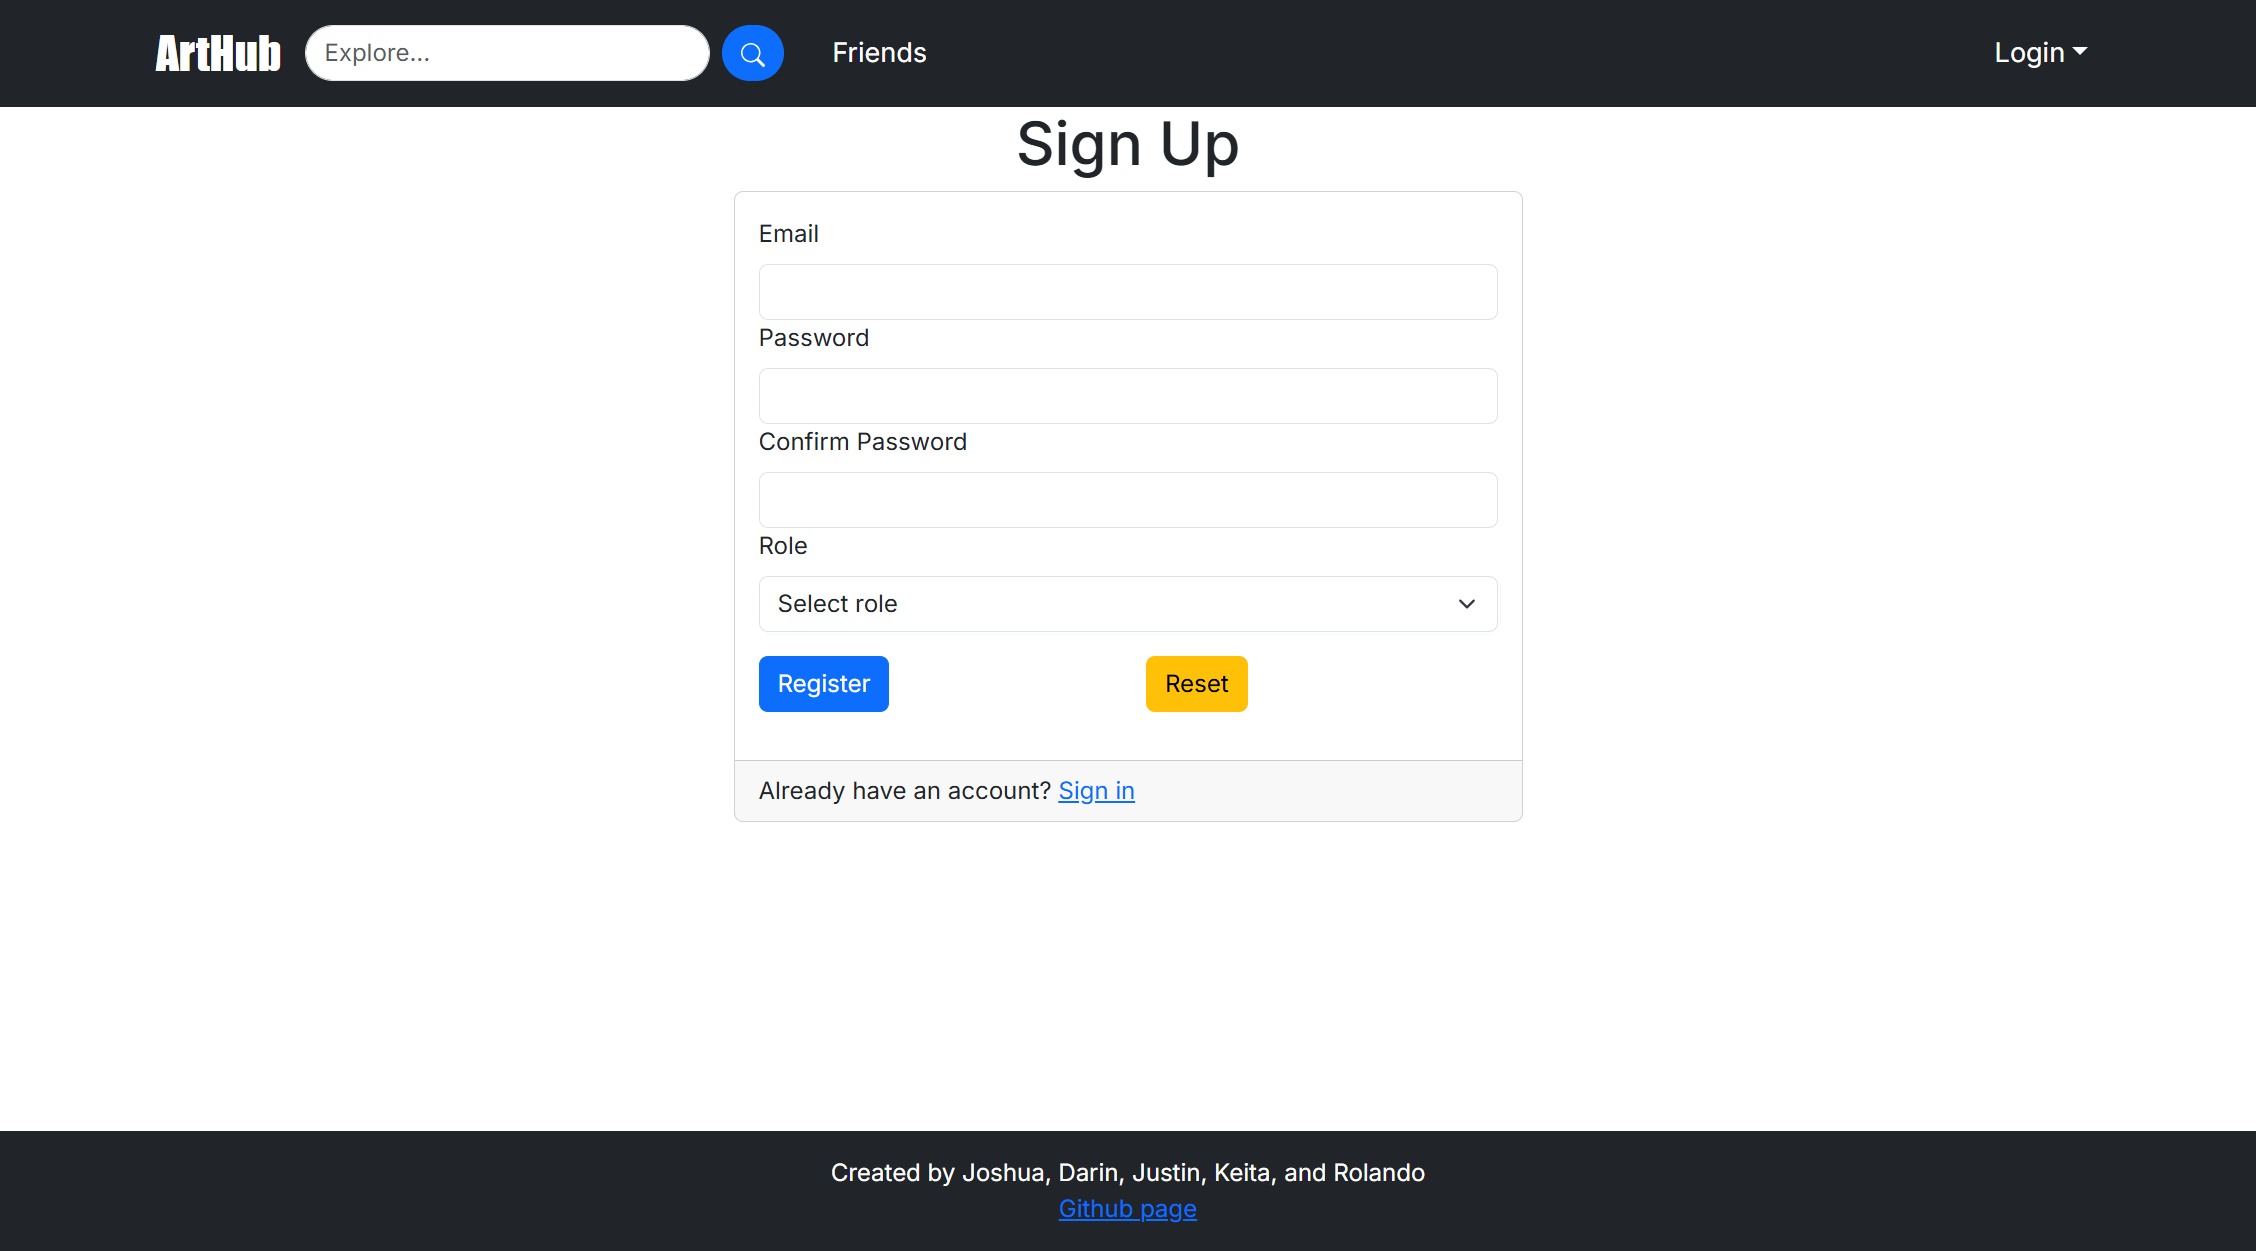 ArtHub
Explore...
Friends
Login
Sign Up
Email
Password
Confirm Password
Role
Select role
Register
Reset
Already have an account? Sign in
Created by Joshua, Darin, Justin, Keita, and Rolando
Github page